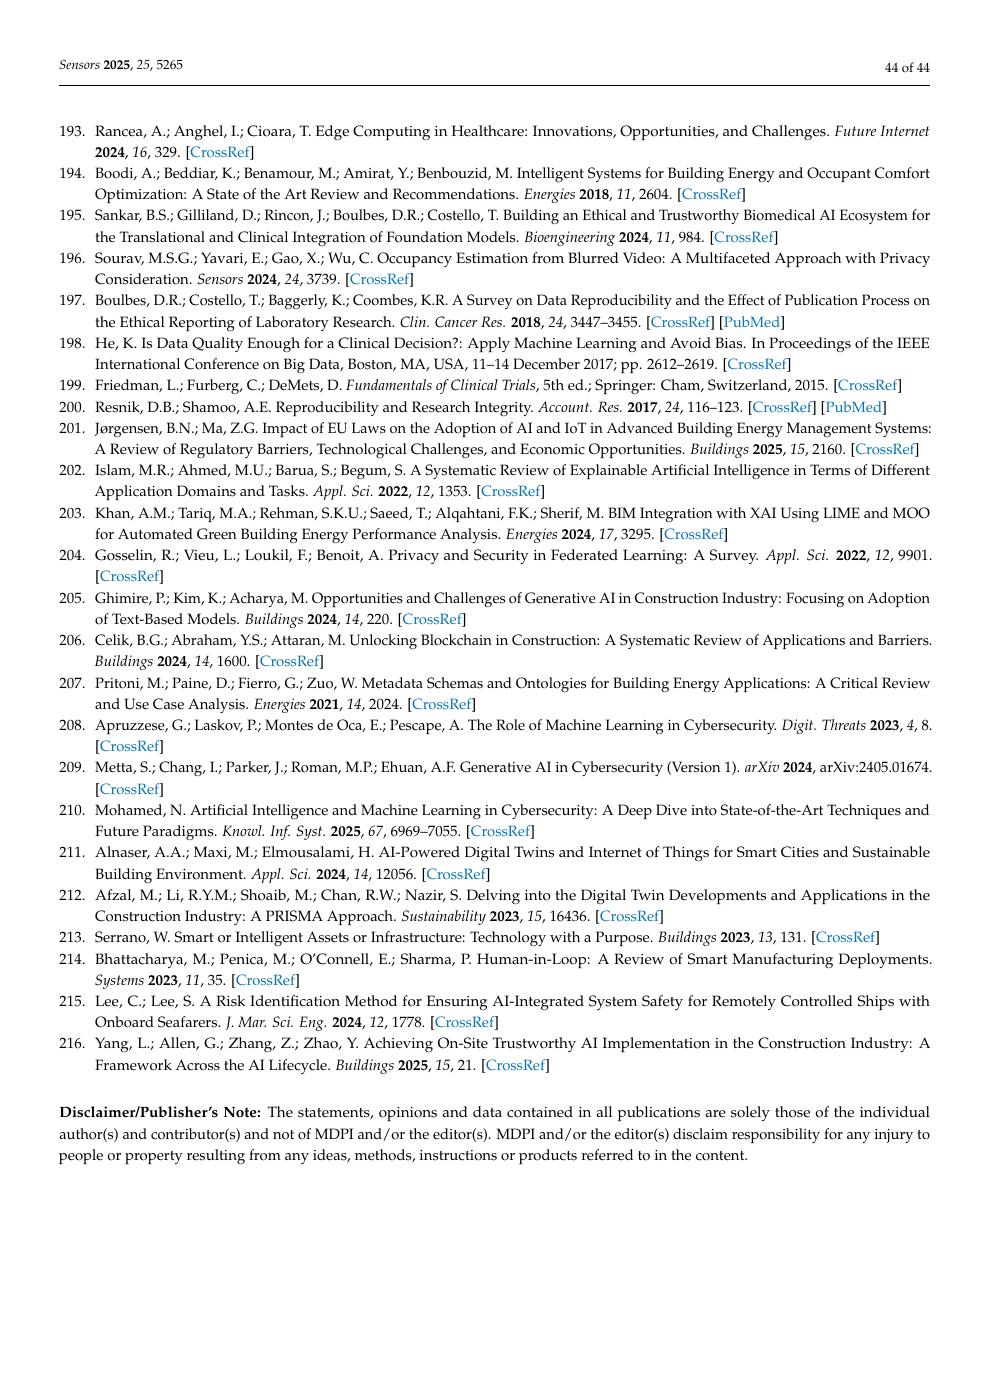 Sensors 2025, 25, 5265
44 of 44
193. Rancea, A.; Anghel, I.; Cioara, T. Edge Computing in Healthcare: Innovations, Opportunities, and Challenges. Future Internet
2024, 16, 329. [CrossRef]
194. Boodi, A.; Beddiar, K.; Benamour, M.; Amirat, Y.; Benbouzid, M. Intelligent Systems for Building Energy and Occupant Comfort
Optimization: A State of the Art Review and Recommendations. Energies 2018, 11, 2604. [CrossRef]
195. Sankar, B.S.; Gilliland, D.; Rincon, J.; Boulbes, D.R.; Costello, T. Building an Ethical and Trustworthy Biomedical AI Ecosystem for
the Translational and Clinical Integration of Foundation Models. Bioengineering 2024, 11, 984. [CrossRef]
196. Sourav, M.S.G.; Yavari, E.; Gao, X.; Wu, C. Occupancy Estimation from Blurred Video: A Multifaceted Approach with Privacy
Consideration. Sensors 2024, 24, 3739. [CrossRef]
197. Boulbes, D.R.; Costello, T.; Baggerly, K.; Coombes, K.R. A Survey on Data Reproducibility and the Effect of Publication Process on
the Ethical Reporting of Laboratory Research. Clin. Cancer Res. 2018, 24, 3447–3455. [CrossRef] [PubMed]
198. He, K. Is Data Quality Enough for a Clinical Decision?: Apply Machine Learning and Avoid Bias. In Proceedings of the IEEE
International Conference on Big Data, Boston, MA, USA, 11–14 December 2017; pp. 2612–2619. [CrossRef]
199. Friedman, L.; Furberg, C.; DeMets, D. Fundamentals of Clinical Trials, 5th ed.; Springer: Cham, Switzerland, 2015. [CrossRef]
200. Resnik, D.B.; Shamoo, A.E. Reproducibility and Research Integrity. Account. Res. 2017, 24, 116–123. [CrossRef] [PubMed]
201. Jørgensen, B.N.; Ma, Z.G. Impact of EU Laws on the Adoption of AI and IoT in Advanced Building Energy Management Systems:
A Review of Regulatory Barriers, Technological Challenges, and Economic Opportunities. Buildings 2025, 15, 2160. [CrossRef]
202. Islam, M.R.; Ahmed, M.U.; Barua, S.; Begum, S. A Systematic Review of Explainable Artificial Intelligence in Terms of Different
Application Domains and Tasks. Appl. Sci. 2022, 12, 1353. [CrossRef]
203. Khan, A.M.; Tariq, M.A.; Rehman, S.K.U.; Saeed, T.; Alqahtani, F.K.; Sherif, M. BIM Integration with XAI Using LIME and MOO
for Automated Green Building Energy Performance Analysis. Energies 2024, 17, 3295. [CrossRef]
204. Gosselin, R.; Vieu, L.; Loukil, F.; Benoit, A. Privacy and Security in Federated Learning: A Survey. Appl. Sci. 2022, 12, 9901.
[CrossRef]
205. Ghimire, P.; Kim, K.; Acharya, M. Opportunities and Challenges of Generative AI in Construction Industry: Focusing on Adoption
of Text-Based Models. Buildings 2024, 14, 220. [CrossRef]
206. Celik, B.G.; Abraham, Y.S.; Attaran, M. Unlocking Blockchain in Construction: A Systematic Review of Applications and Barriers.
Buildings 2024, 14, 1600. [CrossRef]
207. Pritoni, M.; Paine, D.; Fierro, G.; Zuo, W. Metadata Schemas and Ontologies for Building Energy Applications: A Critical Review
and Use Case Analysis. Energies 2021, 14, 2024. [CrossRef]
208. Apruzzese, G.; Laskov, P.; Montes de Oca, E.; Pescape, A. The Role of Machine Learning in Cybersecurity. Digit. Threats 2023, 4, 8.
[CrossRef]
209. Metta, S.; Chang, I.; Parker, J.; Roman, M.P.; Ehuan, A.F. Generative AI in Cybersecurity (Version 1). arXiv 2024, arXiv:2405.01674.
[CrossRef]
210. Mohamed, N. Artificial Intelligence and Machine Learning in Cybersecurity: A Deep Dive into State-of-the-Art Techniques and
Future Paradigms. Knowl. Inf. Syst. 2025, 67, 6969–7055. [CrossRef]
211. Alnaser, A.A.; Maxi, M.; Elmousalami, H. AI-Powered Digital Twins and Internet of Things for Smart Cities and Sustainable
Building Environment. Appl. Sci. 2024, 14, 12056. [CrossRef]
212. Afzal, M.; Li, R.Y.M.; Shoaib, M.; Chan, R.W.; Nazir, S. Delving into the Digital Twin Developments and Applications in the
Construction Industry: A PRISMA Approach. Sustainability 2023, 15, 16436. [CrossRef]
213. Serrano, W. Smart or Intelligent Assets or Infrastructure: Technology with a Purpose. Buildings 2023, 13, 131. [CrossRef]
214. Bhattacharya, M.; Penica, M.; O’Connell, E.; Sharma, P. Human-in-Loop: A Review of Smart Manufacturing Deployments.
Systems 2023, 11, 35. [CrossRef]
215. Lee, C.; Lee, S. A Risk Identification Method for Ensuring AI-Integrated System Safety for Remotely Controlled Ships with
Onboard Seafarers. J. Mar. Sci. Eng. 2024, 12, 1778. [CrossRef]
216. Yang, L.; Allen, G.; Zhang, Z.; Zhao, Y. Achieving On-Site Trustworthy AI Implementation in the Construction Industry: A
Framework Across the AI Lifecycle. Buildings 2025, 15, 21. [CrossRef]
Disclaimer/Publisher’s Note: The statements, opinions and data contained in all publications are solely those of the individual
author(s) and contributor(s) and not of MDPI and/or the editor(s). MDPI and/or the editor(s) disclaim responsibility for any injury to
people or property resulting from any ideas, methods, instructions or products referred to in the content.